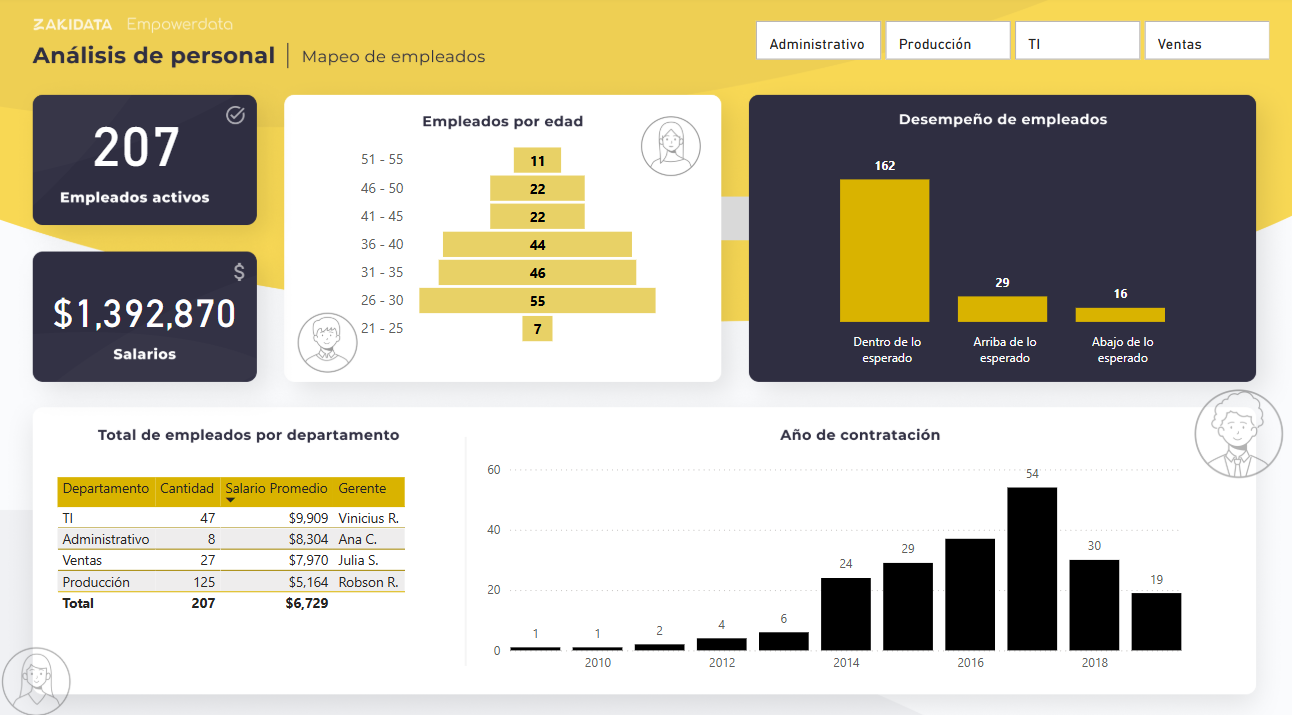 ZAKIDATA Empowerdata
Análisis de personal | Mapeo de empleados
Administrativo
Producción
TI
Ventas
207
Empleados activos
$
$1,392,870
Salarios
Empleados por edad
51 - 55 11
46 - 50 22
41 - 45 22
36 - 40 44
31 - 35 46
26 - 30 55
21 - 25 7
Desempeño de empleados
162
29
16
Dentro de lo
esperado
Arriba de lo
esperado
Abajo de lo
esperado
Total de empleados por departamento
Departamento Cantidad Salario Promedio Gerente
TI 47 $9,909 Vinicius R.
Administrativo 8 $8,304 Ana C.
Ventas 27 $7,970 Julia S.
Producción 125 $5,164 Robson R.
Total 207 $6,729
Año de contratación
60
40
20
0
1 1 2 4 6 24 29 54 30 19
2010 2012 2014 2016 2018